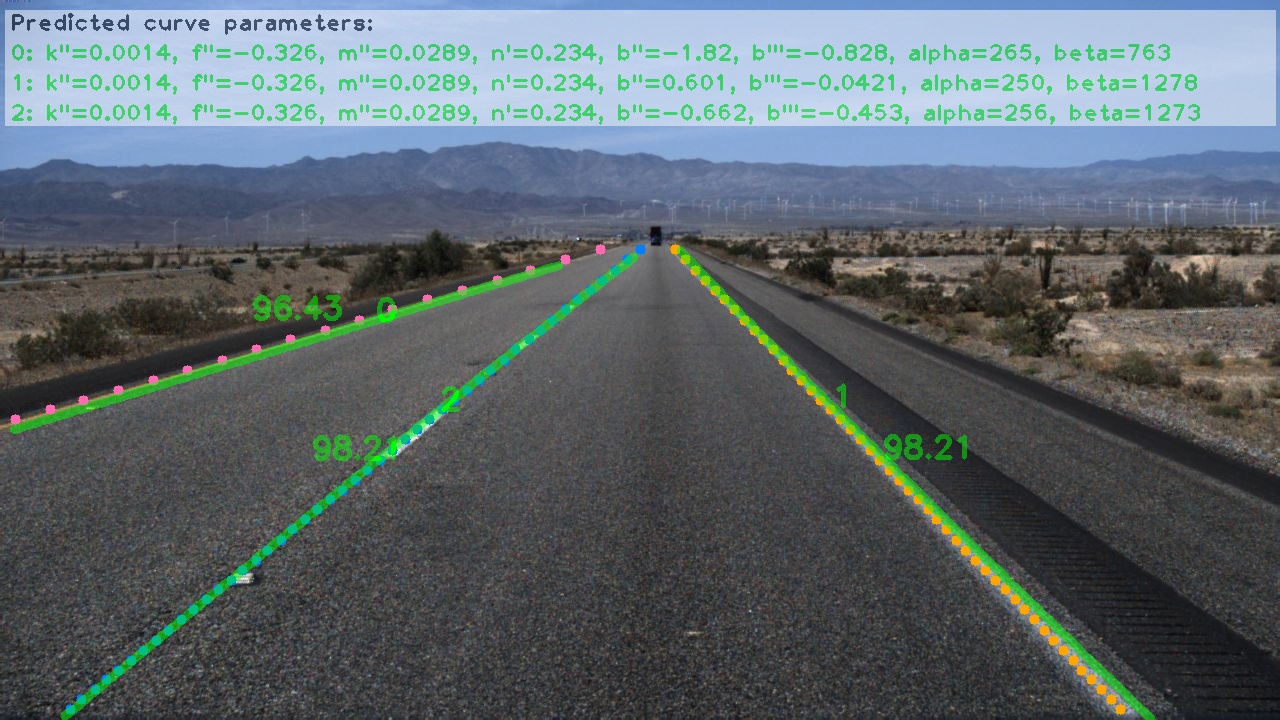 Predicted curve parameters:
0: k''=0.0014, f''=-0.326, m''=0.0289, n'=0.234, b''=-1.82, b'''=-0.828, alpha=265, beta=763
1: k''=0.0014, f''=-0.326, m''=0.0289, n'=0.234, b''=0.601, b'''=-0.0421, alpha=250, beta=1278
2: k''=0.0014, f''=-0.326, m''=0.0289, n'=0.234, b''=-0.662, b'''=-0.453, alpha=256, beta=1273
96.43 0
2 1
98.21 98.21